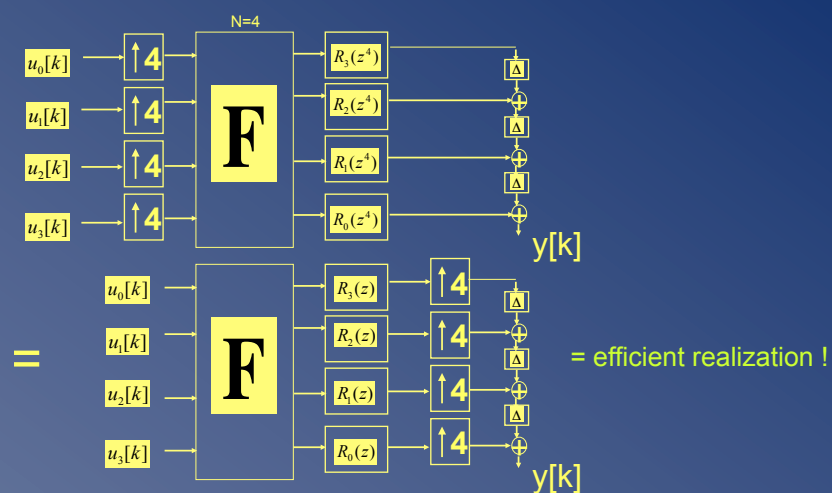 N=4
u₀[k] ↑4 R₃(z⁴) Δ
u₁[k] ↑4 F R₂(z⁴) +
Δ
u₂[k] ↑4 R₁(z⁴) +
Δ
u₃[k] ↑4 R₀(z⁴) +
y[k]
u₀[k] R₃(z) ↑4 Δ
u₁[k] R₂(z) ↑4 +
= F Δ = efficient realization !
u₂[k] R₁(z) ↑4 +
Δ
u₃[k] R₀(z) ↑4 +
y[k]